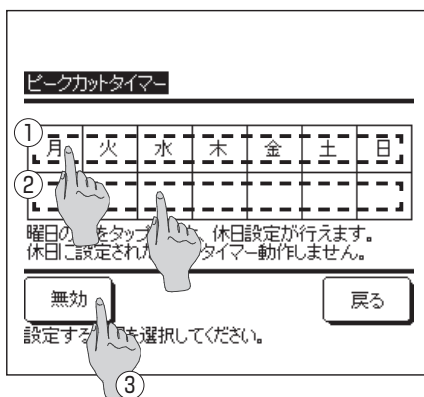 ピークカットタイマー
①
月 火 水 木 金 土 日
②
曜日の をタッ 、休日設定が行えます。
休日に設定され タイマー動作しません。
無効 戻る
設定する を選択してください。
③